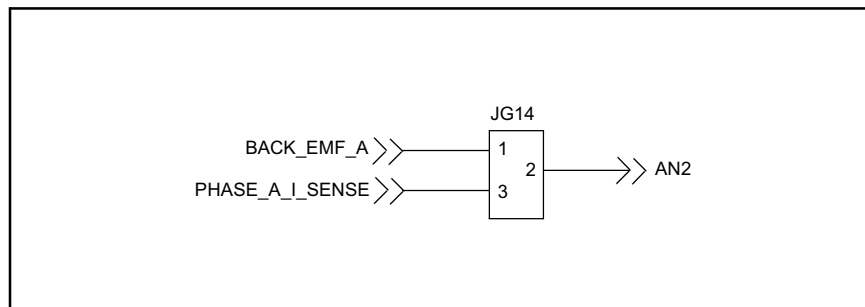 JG14
BACK_EMF_A
1
2
AN2
PHASE_A_I_SENSE
3